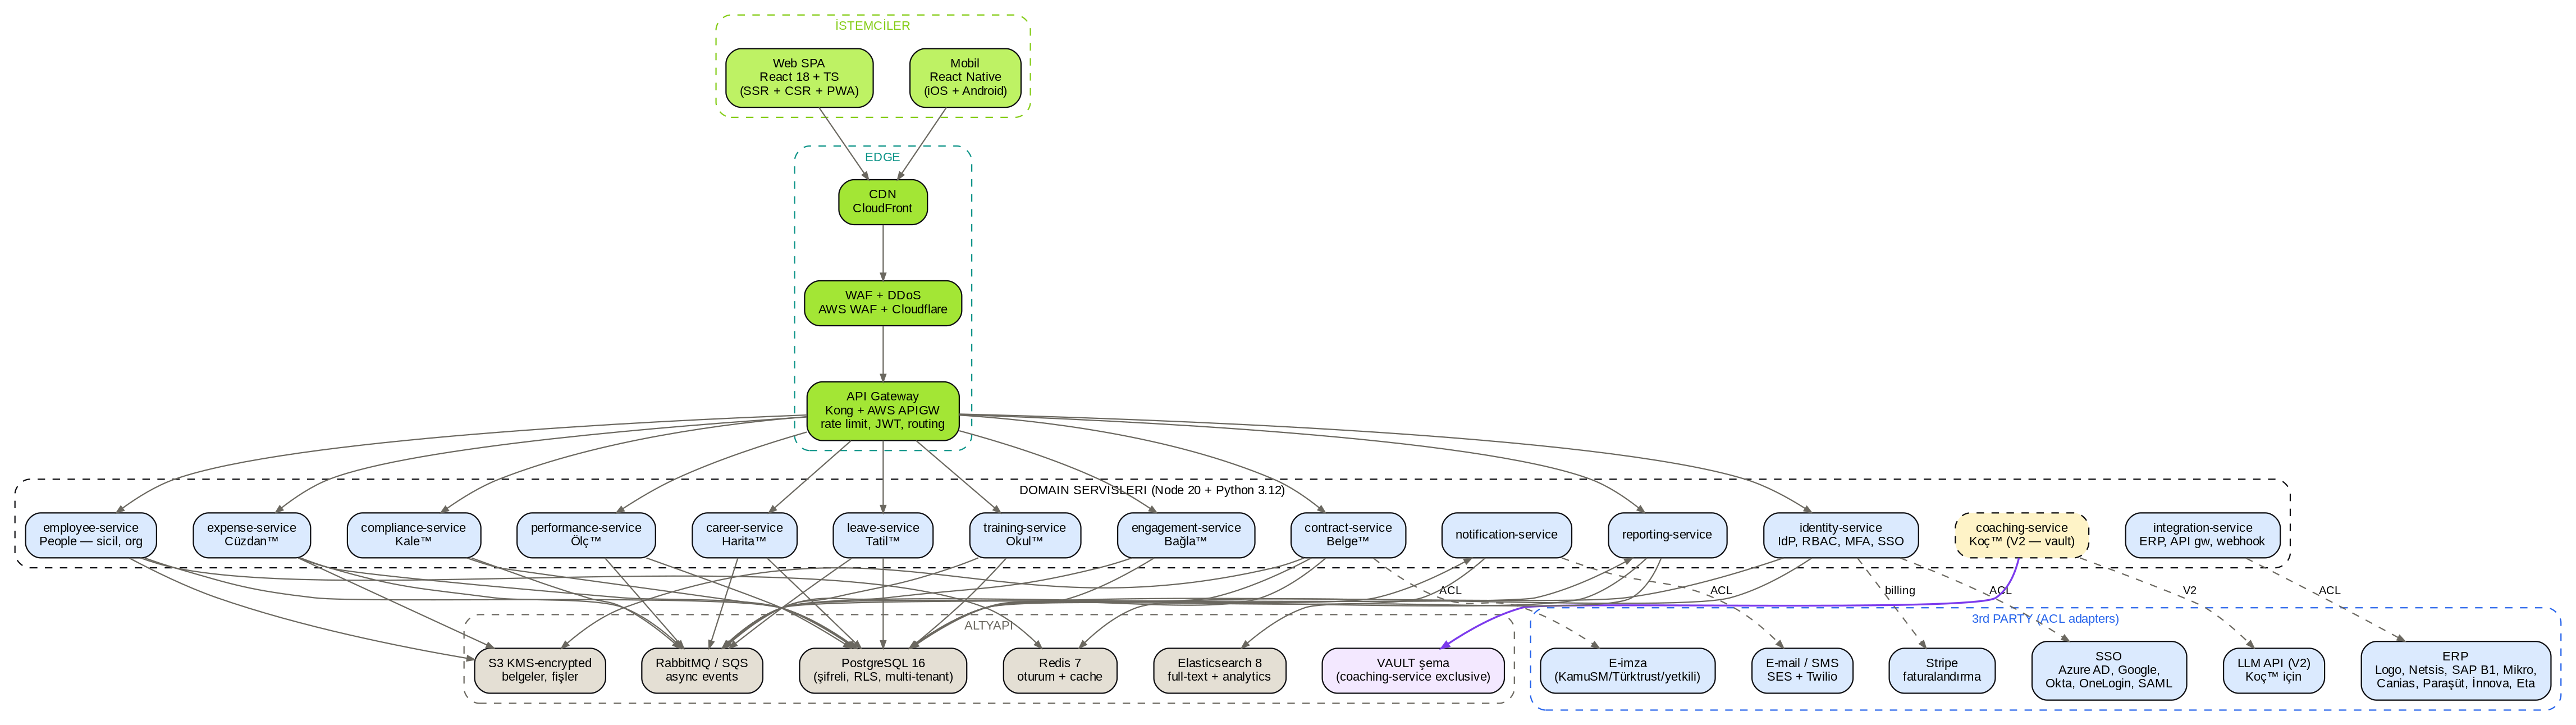 İSTEMCİLER
Web SPA
React 18 + TS
(SSR + CSR + PWA)
Mobil
React Native
(iOS + Android)
EDGE
CDN
CloudFront
WAF + DDoS
AWS WAF + Cloudflare
API Gateway
Kong + AWS APIGW
rate limit, JWT, routing
DOMAIN SERVİSLERİ (Node 20 + Python 3.12)
employee-service
People — sicil, org
expense-service
Cüzdan™
compliance-service
Kale™
performance-service
Ölç™
career-service
Harita™
leave-service
Tatil™
training-service
Okul™
engagement-service
Bağla™
contract-service
Belge™
notification-service
reporting-service
identity-service
IdP, RBAC, MFA, SSO
coaching-service
Koç™ (V2 — vault)
integration-service
ERP, API gw, webhook
ACL
ACL
billing
ACL
V2
ACL
ALTYAPI
S3 KMS-encrypted
belgeler, fişler
RabbitMQ / SQS
async events
PostgreSQL 16
(şifreli, RLS, multi-tenant)
Redis 7
oturum + cache
Elasticsearch 8
full-text + analytics
VAULT şema
(coaching-service exclusive)
3rd PARTY (ACL adapters)
E-imza
(KamuSM/Türktrust/yetkili)
E-mail / SMS
SES + Twilio
Stripe
faturalandırma
SSO
Azure AD, Google,
Okta, OneLogin, SAML
LLM API (V2)
Koç™ için
ERP
Logo, Netsis, SAP B1, Mikro,
Canias, Paraşüt, İnnova, Eta